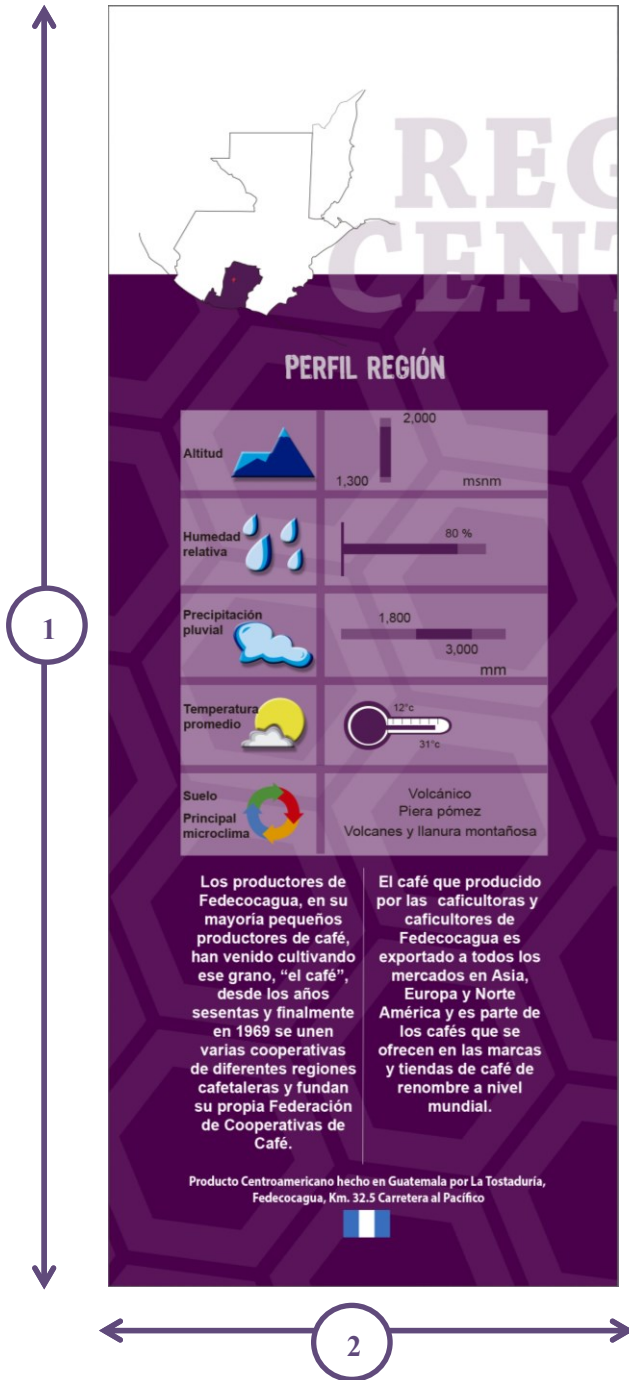 REG
CENT
PERFIL REGIÓN
Altitud
2,000
1,300
msnm
Humedad
relativa
80 %
Precipitación
pluvial
1,800
3,000
mm
Temperatura
promedio
12°c
31°c
Suelo
Principal
microclima
Volcánico
Piera pómez
Volcanes y llanura montañosa
Los productores de
Fedecocagua, en su
mayoría pequeños
productores de café,
han venido cultivando
ese grano, “el café”,
desde los años
sesentas y finalmente
en 1969 se unen
varias cooperativas
de diferentes regiones
cafetaleras y fundan
su propia Federación
de Cooperativas de
Café.
El café que producido
por las caficultoras y
caficultores de
Fedecocagua es
exportado a todos los
mercados en Asia,
Europa y Norte
América y es parte de
los cafés que se
ofrecen en las marcas
y tiendas de café de
renombre a nivel
mundial.
Producto Centroamericano hecho en Guatemala por La Tostaduría,
Fedecocagua, Km. 32.5 Carretera al Pacífico
1
2